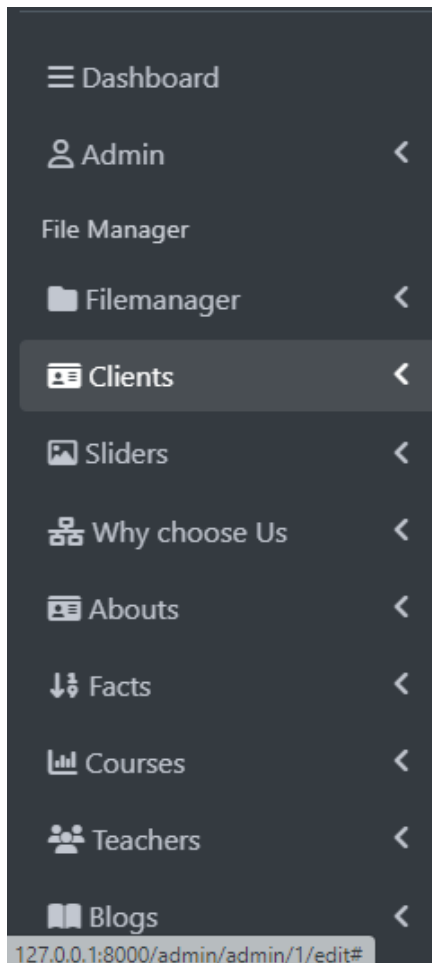 Dashboard
Admin
File Manager
Filemanager
Clients
Sliders
Why choose Us
Abouts
Facts
Courses
Teachers
Blogs
127.0.0.1:8000/admin/admin/1/edit#